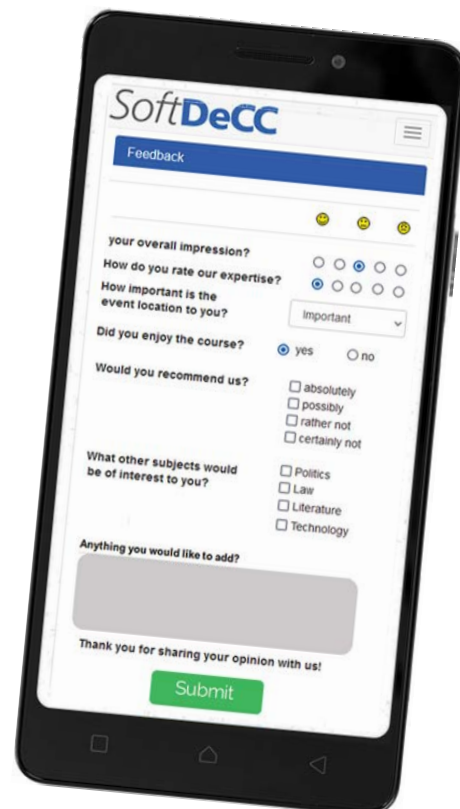 SoftDeCC
Feedback
your overall impression?
How do you rate our expertise?
How important is the
event location to you?
Important
Did you enjoy the course?
yes
no
Would you recommend us?
absolutely
possibly
rather not
certainly not
What other subjects would
be of interest to you?
Politics
Law
Literature
Technology
Anything you would like to add?
Thank you for sharing your opinion with us!
Submit